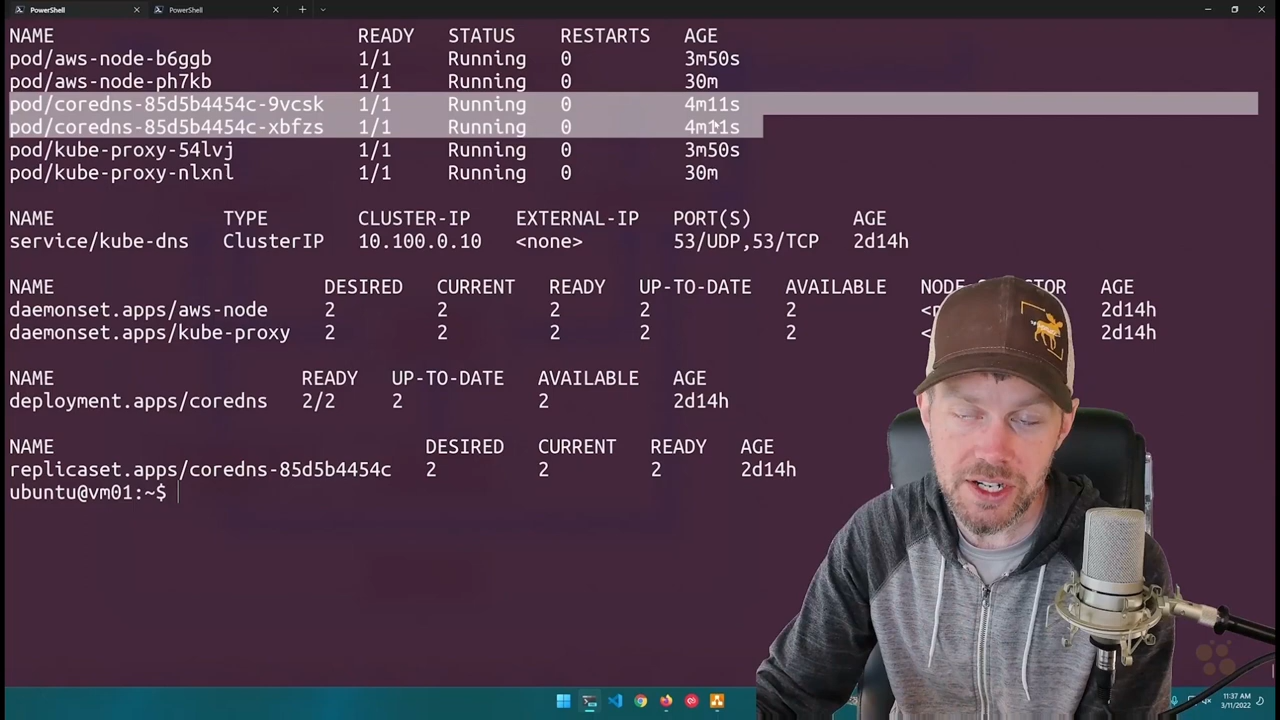 PowerShell PowerShell
NAME READY STATUS RESTARTS AGE
pod/aws-node-b6ggb 1/1 Running 0 3m50s
pod/aws-node-ph7kb 1/1 Running 0 30m
pod/coredns-85d5b4454c-9vcsk 1/1 Running 0 4m11s
pod/coredns-85d5b4454c-xbfzs 1/1 Running 0 4m11s
pod/kube-proxy-54lvj 1/1 Running 0 3m50s
pod/kube-proxy-nlxnl 1/1 Running 0 30m
NAME TYPE CLUSTER-IP EXTERNAL-IP PORT(S) AGE
service/kube-dns ClusterIP 10.100.0.10 <none> 53/UDP,53/TCP 2d14h
NAME DESIRED CURRENT READY UP-TO-DATE AVAILABLE AGE
daemonset.apps/aws-node 2 2 2 2 2 2d14h
daemonset.apps/kube-proxy 2 2 2 2 2 2d14h
NAME READY UP-TO-DATE AVAILABLE AGE
deployment.apps/coredns 2/2 2 2 2d14h
NAME DESIRED CURRENT READY AGE
replicaset.apps/coredns-85d5b4454c 2 2 2 2d14h
ubuntu@vm01:~$
11:37 AM
3/11/2022